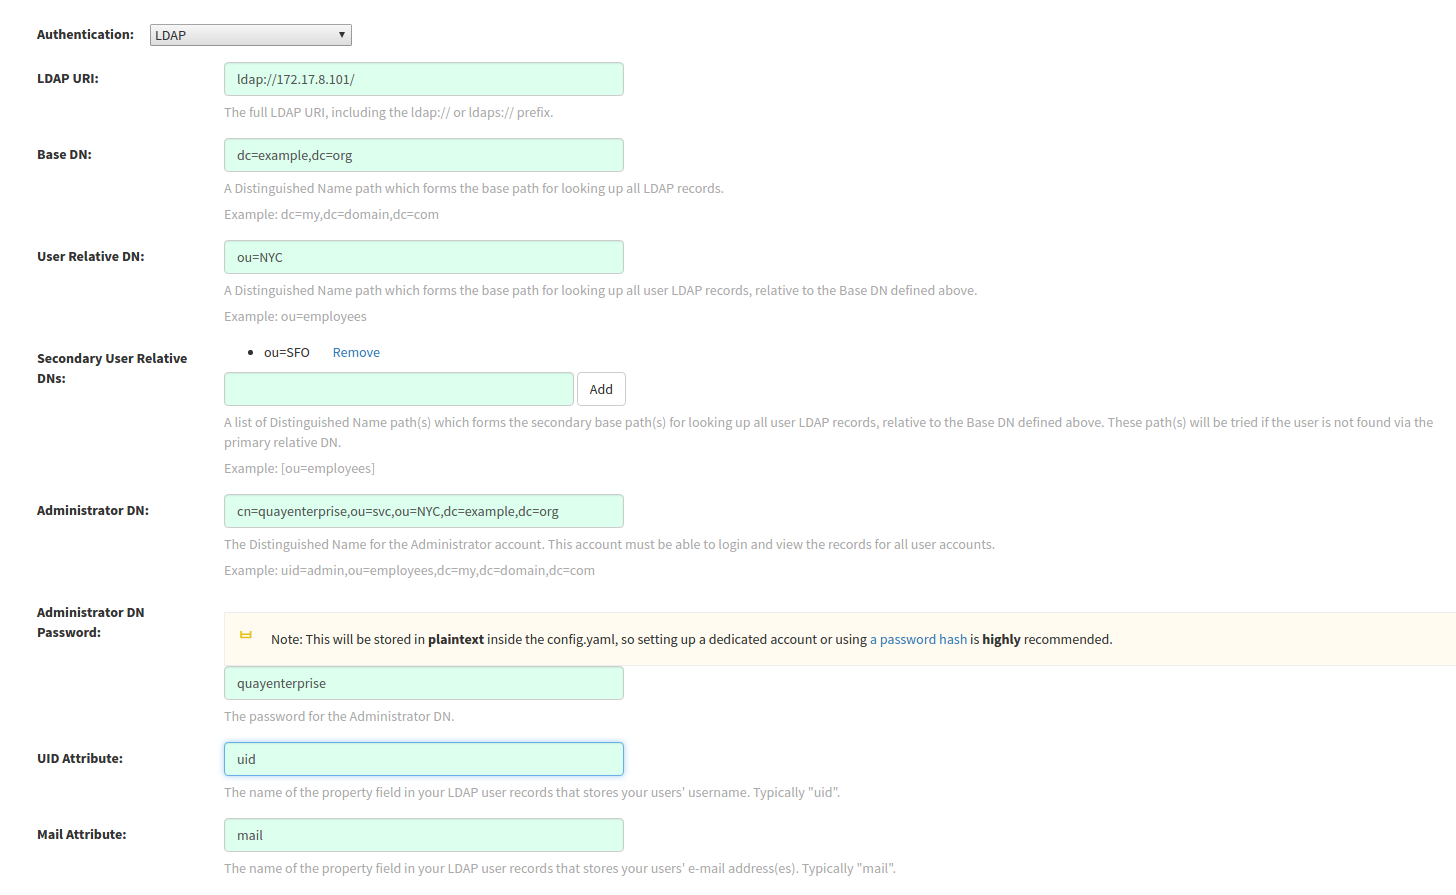 Authentication: LDAP
LDAP URI: ldap://172.17.8.101/
The full LDAP URI, including the ldap:// or ldaps:// prefix.
Base DN: dc=example,dc=org
A Distinguished Name path which forms the base path for looking up all LDAP records.
Example: dc=my,dc=domain,dc=com
User Relative DN: ou=NYC
A Distinguished Name path which forms the base path for looking up all user LDAP records, relative to the Base DN defined above.
Example: ou=employees
Secondary User Relative
DNs:
• ou=SFO Remove
Add
A list of Distinguished Name path(s) which forms the secondary base path(s) for looking up all user LDAP records, relative to the Base DN defined above. These path(s) will be tried if the user is not found via the
primary relative DN.
Example: [ou=employees]
Administrator DN: cn=quayenterprise,ou=svc,ou=NYC,dc=example,dc=org
The Distinguished Name for the Administrator account. This account must be able to login and view the records for all user accounts.
Example: uid=admin,ou=employees,dc=my,dc=domain,dc=com
Administrator DN
Password:
Note: This will be stored in plaintext inside the config.yaml, so setting up a dedicated account or using a password hash is highly recommended.
quayenterprise
The password for the Administrator DN.
UID Attribute: uid
The name of the property field in your LDAP user records that stores your users' username. Typically "uid".
Mail Attribute: mail
The name of the property field in your LDAP user records that stores your users' e-mail address(es). Typically "mail".